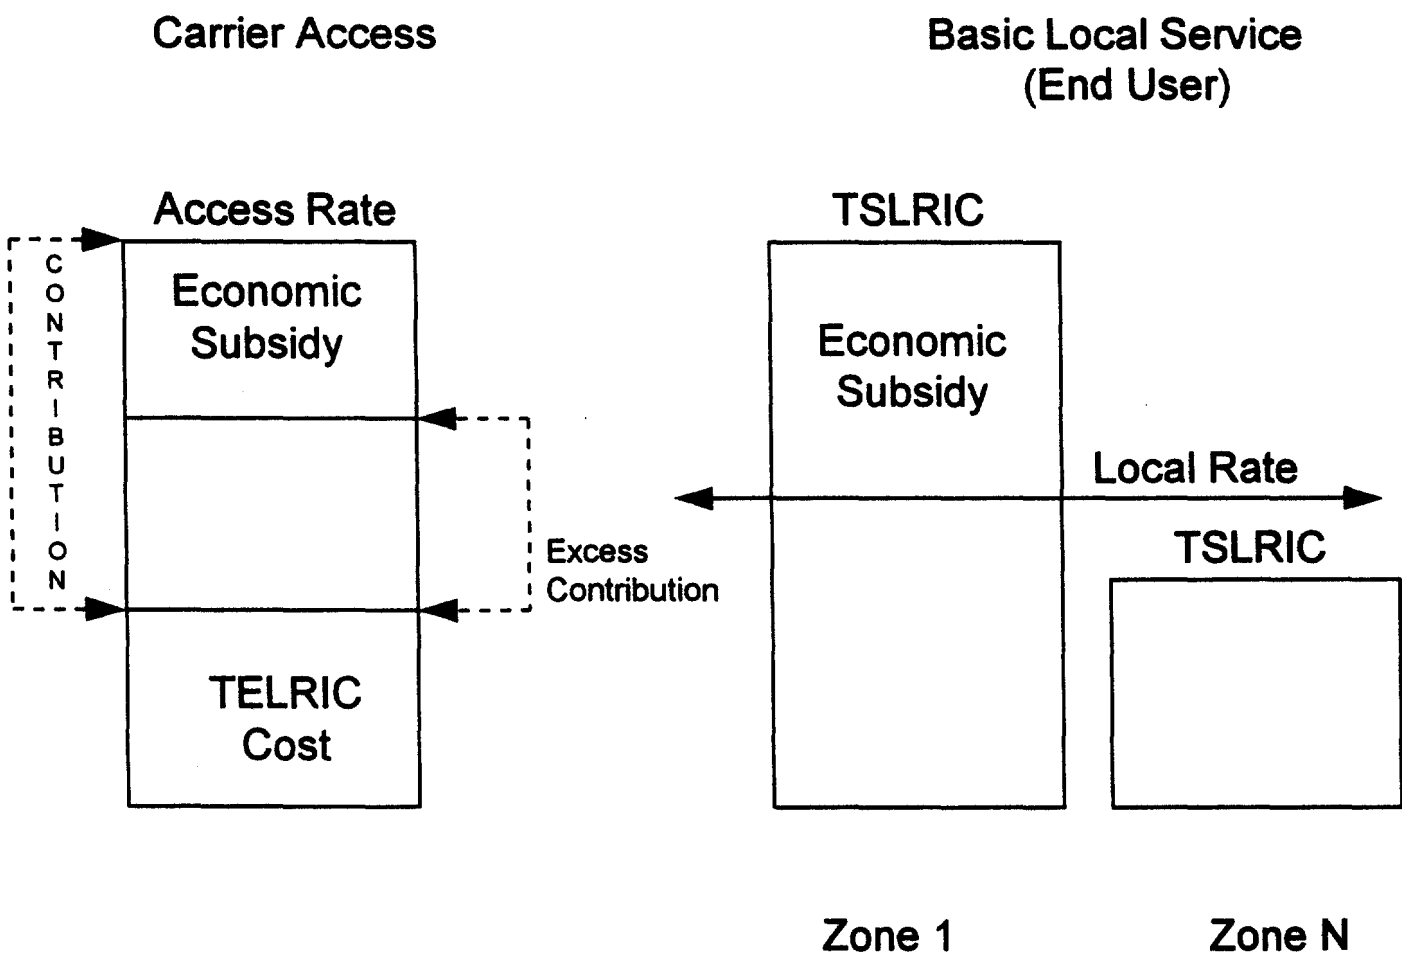 Carrier Access
Basic Local Service
(End User)
Access Rate
CONTRIBUTION
Economic
Subsidy
Excess
Contribution
TELRIC
Cost
TSLRIC
Economic
Subsidy
Local Rate
TSLRIC
Zone 1
Zone N